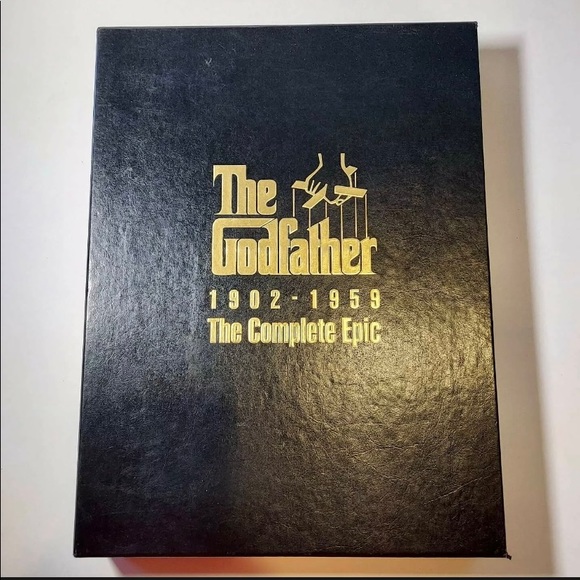 The
Godfather
1902-1959
The Complete Epic